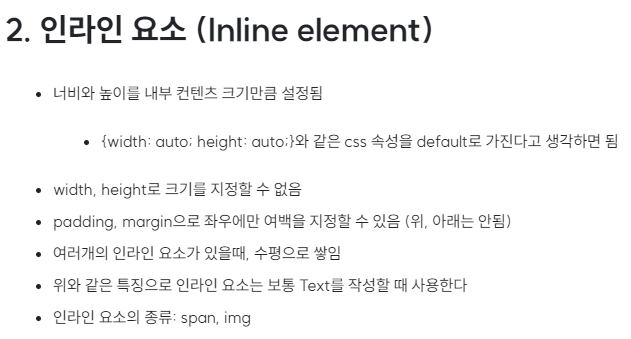 2. 인라인 요소 (Inline element)
너비와 높이를 내부 컨텐츠 크기만큼 설정됨
{width: auto; height: auto;}와 같은 css 속성을 default로 가진다고 생각하면 됨
width, height로 크기를 지정할 수 없음
padding, margin으로 좌우에만 여백을 지정할 수 있음 (위, 아래는 안됨)
여러개의 인라인 요소가 있을때, 수평으로 쌓임
위와 같은 특징으로 인라인 요소는 보통 Text를 작성할 때 사용한다
인라인 요소의 종류: span, img